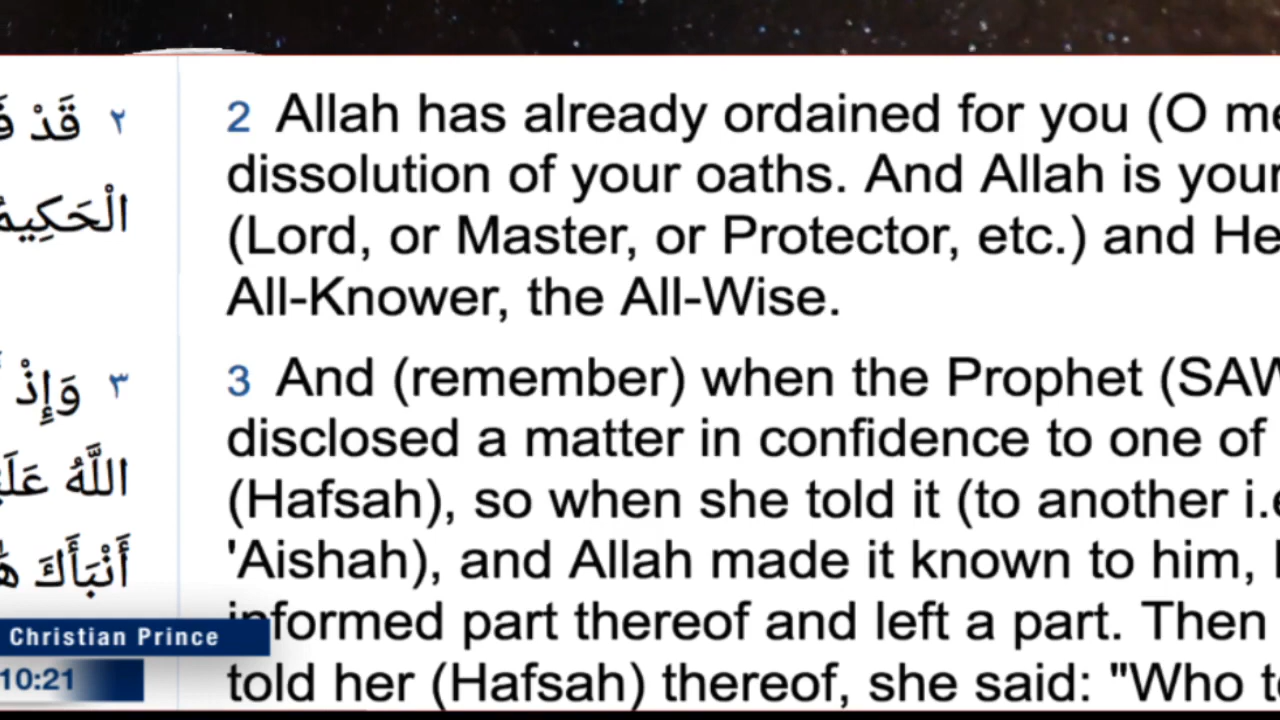 ٢ قَدْ
2 Allah has already ordained for you (O
dissolution of your oaths. And Allah is your
الْحَكِيمُ
(Lord, or Master, or Protector, etc.) and He
All-Knower, the All-Wise.
٣ وَإِذْ
3 And (remember) when the Prophet (SAW
disclosed a matter in confidence to one of
اللَّهُ
(Hafsah), so when she told it (to another i.e
'Aishah), and Allah made it known to him,
أَنْبَأَكَ
informed part thereof and left a part. Then
told her (Hafsah) thereof, she said: "Who
Christian Prince
10:21